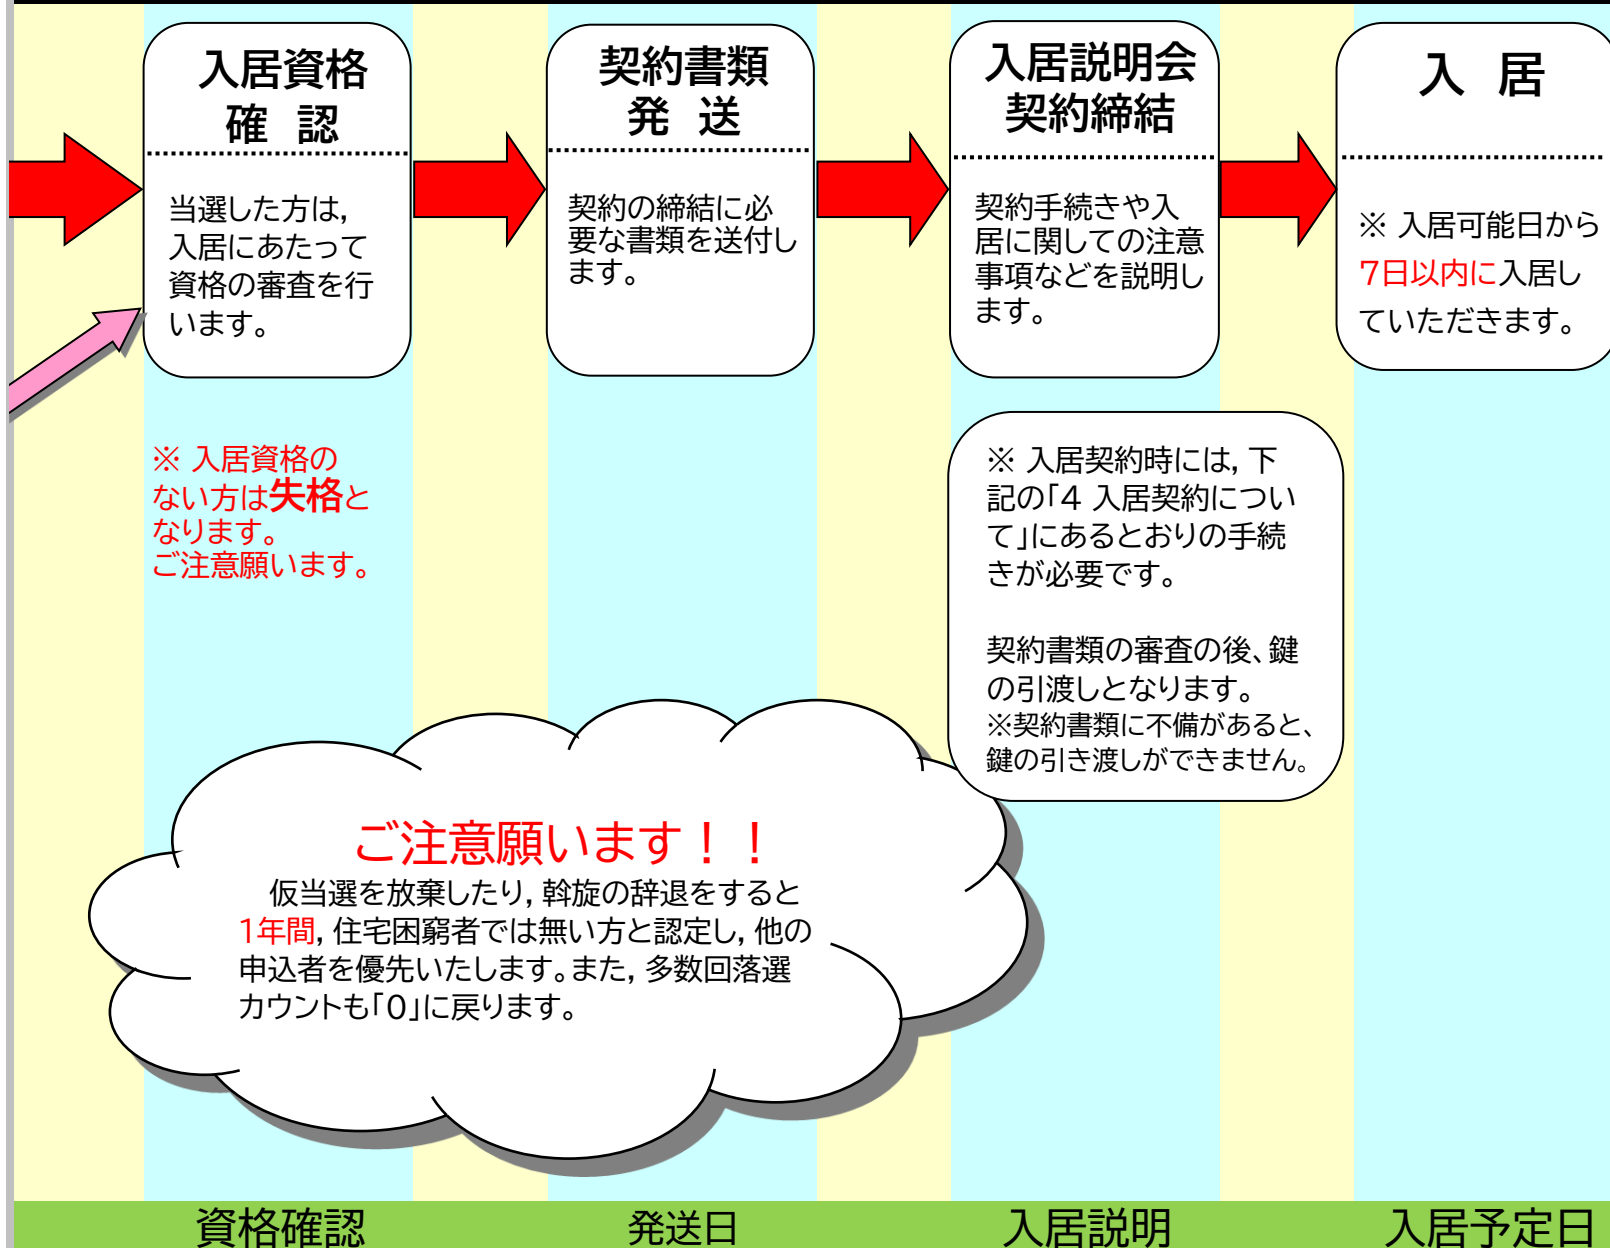 入居資格
確 認
当選した方は,
入居にあたって
資格の審査を行
います。
契約書類
発 送
契約の締結に必
要な書類を送付し
ます。
入居説明会
契約締結
契約手続きや入
居に関しての注意
事項などを説明し
ます。
入 居
※ 入居可能日から
7日以内に入居し
ていただきます。
※ 入居資格の
ない方は失格と
なります。
ご注意願います。
※ 入居契約時には,下
記の「4 入居契約につい
て」にあるとおりの手続
きが必要です。
契約書類の審査の後、鍵
の引渡しとなります。
※契約書類に不備があると、
鍵の引き渡しができません。
ご注意願います！！
仮当選を放棄したり,斡旋の辞退をすると
1年間,住宅困窮者では無い方と認定し,他の
申込者を優先いたします。また,多数回落選
カウントも「0」に戻ります。
資格確認
発送日
入居説明
入居予定日